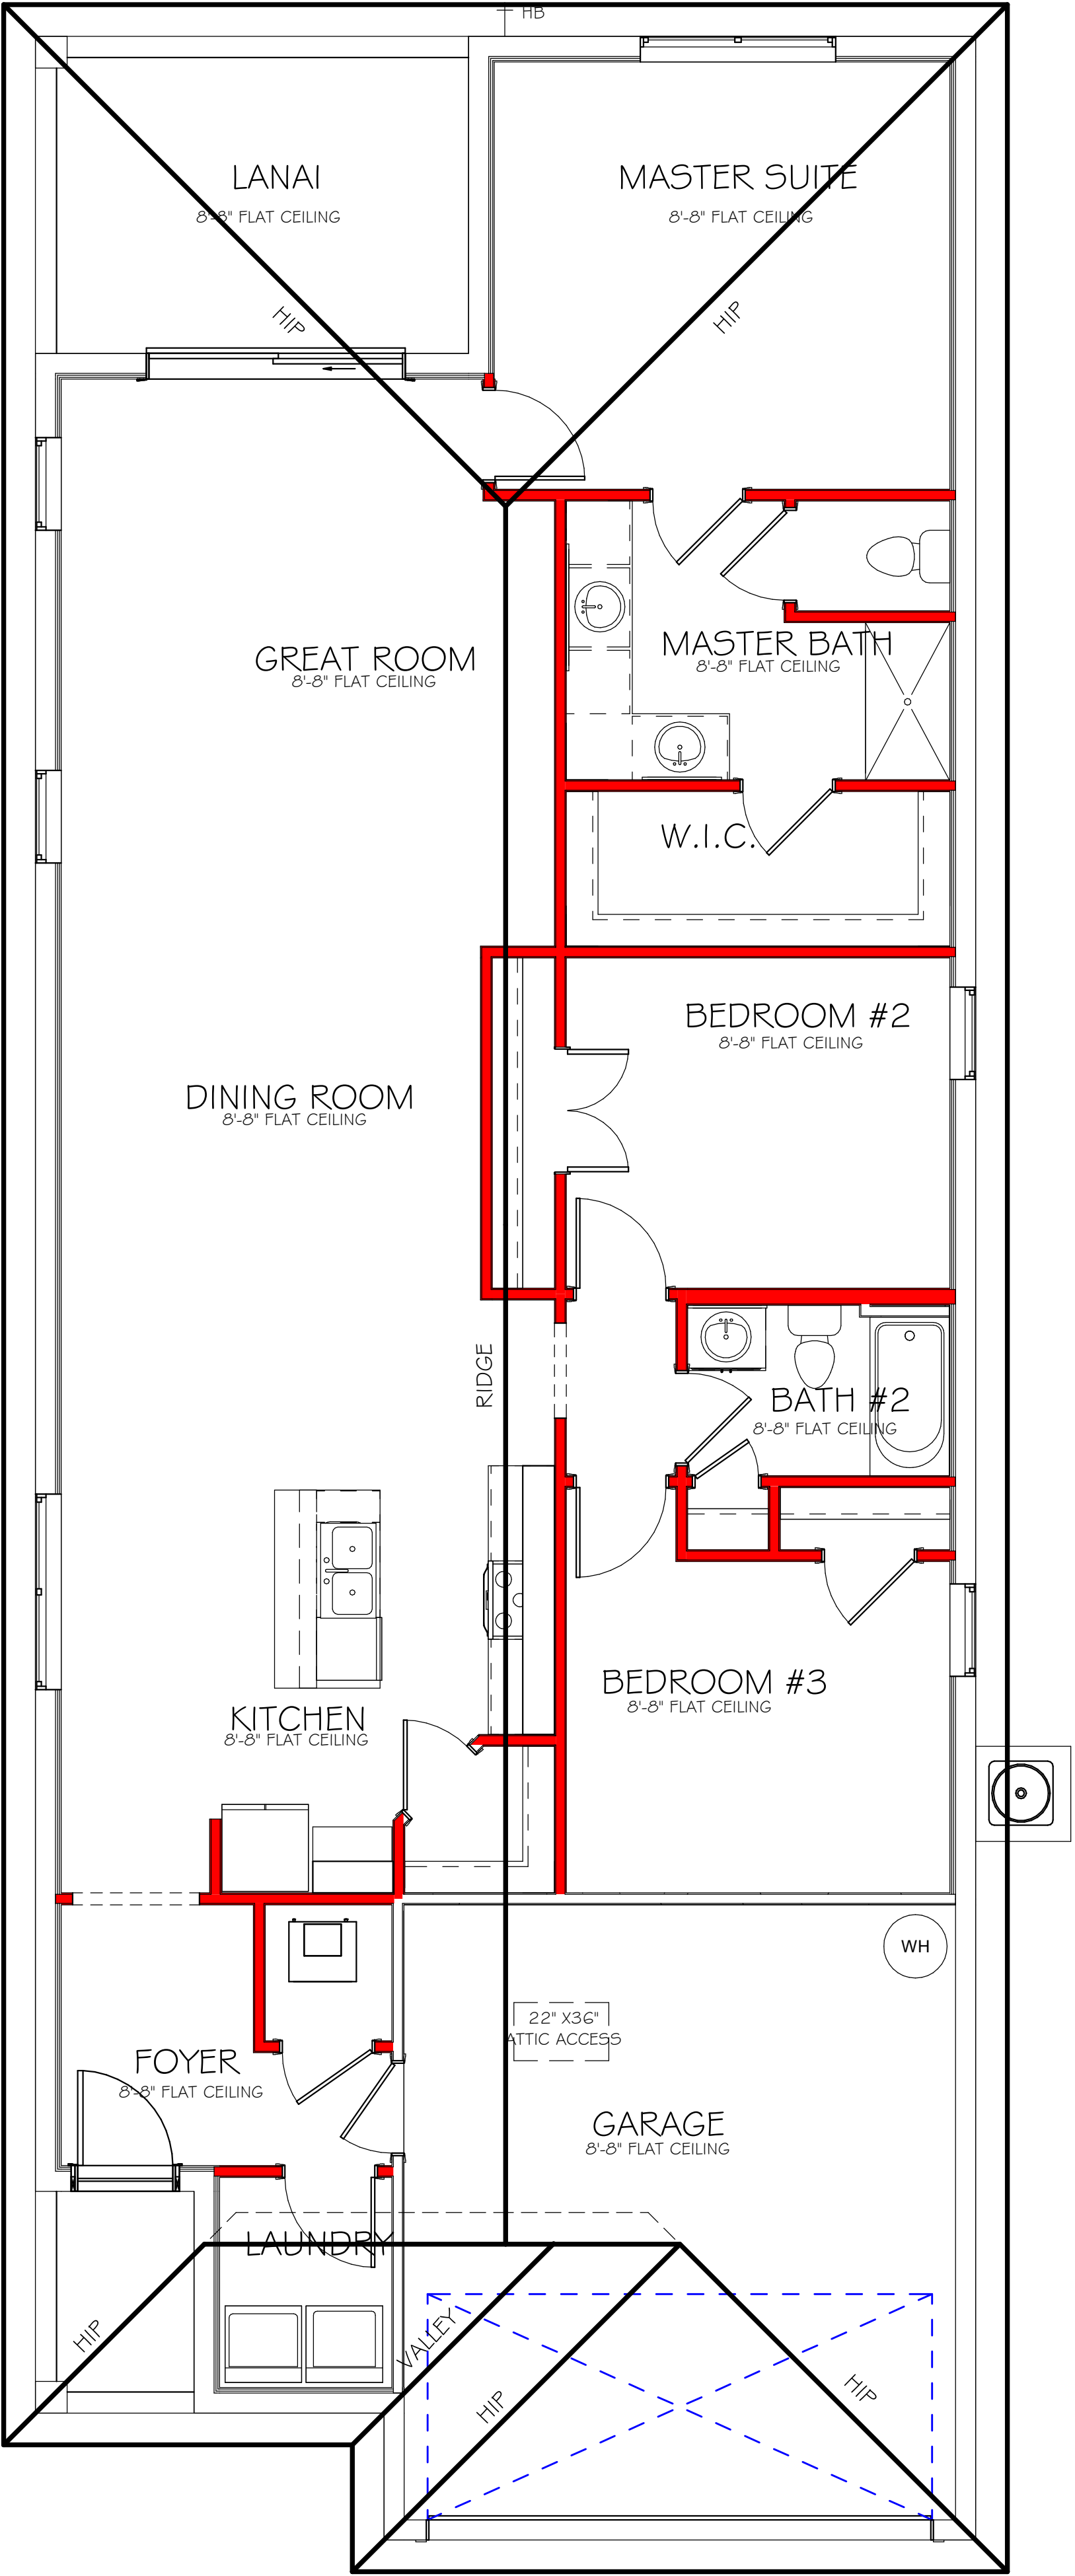 HB
LANAI
8'-8" FLAT CEILING
MASTER SUITE
8'-8" FLAT CEILING
HIP
HIP
GREAT ROOM
8'-8" FLAT CEILING
MASTER BATH
8'-8" FLAT CEILING
W.I.C.
BEDROOM #2
8'-8" FLAT CEILING
DINING ROOM
8'-8" FLAT CEILING
RIDGE
BATH #2
8'-8" FLAT CEILING
BEDROOM #3
8'-8" FLAT CEILING
KITCHEN
8'-8" FLAT CEILING
WH
22" X36"
ATTIC ACCESS
FOYER
8'-8" FLAT CEILING
GARAGE
8'-8" FLAT CEILING
LAUNDRY
HIP
VALLEY
HIP
HIP